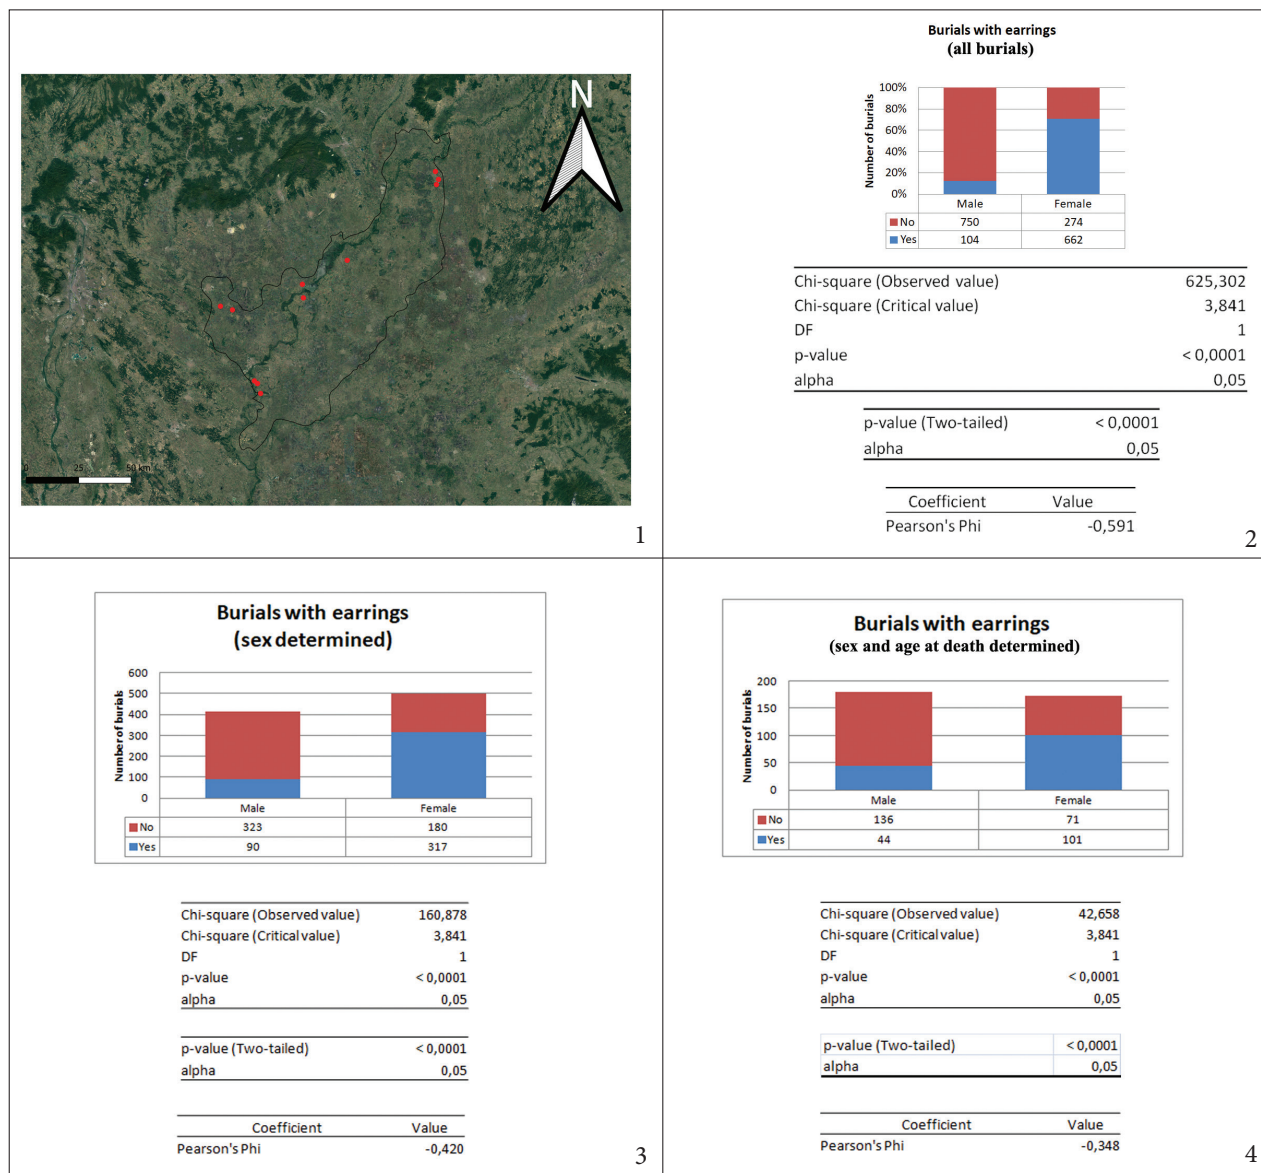 N
0 25 50 km
1
Burials with earrings
(all burials)
Number of burials
100%
80%
60%
40%
20%
0%
Male Female
No 750 274
Yes 104 662
Chi-square (Observed value) 625,302
Chi-square (Critical value) 3,841
DF 1
p-value < 0,0001
alpha 0,05
p-value (Two-tailed) < 0,0001
alpha 0,05
Coefficient Value
Pearson's Phi -0,591
2
Burials with earrings
(sex determined)
Number of burials
600
500
400
300
200
100
0
Male Female
No 323 180
Yes 90 317
Chi-square (Observed value) 160,878
Chi-square (Critical value) 3,841
DF 1
p-value < 0,0001
alpha 0,05
p-value (Two-tailed) < 0,0001
alpha 0,05
Coefficient Value
Pearson's Phi -0,420
3
Burials with earrings
(sex and age at death determined)
Number of burials
200
150
100
50
0
Male Female
No 136 71
Yes 44 101
Chi-square (Observed value) 42,658
Chi-square (Critical value) 3,841
DF 1
p-value < 0,0001
alpha 0,05
p-value (Two-tailed) < 0,0001
alpha 0,05
Coefficient Value
Pearson's Phi -0,348
4